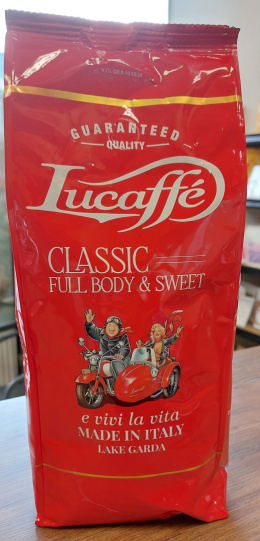 GUARANTEED
QUALITY
Lucaffé
CLASSIC
FULL BODY & SWEET
e vivi la vita
MADE IN ITALY
LAKE GARDA